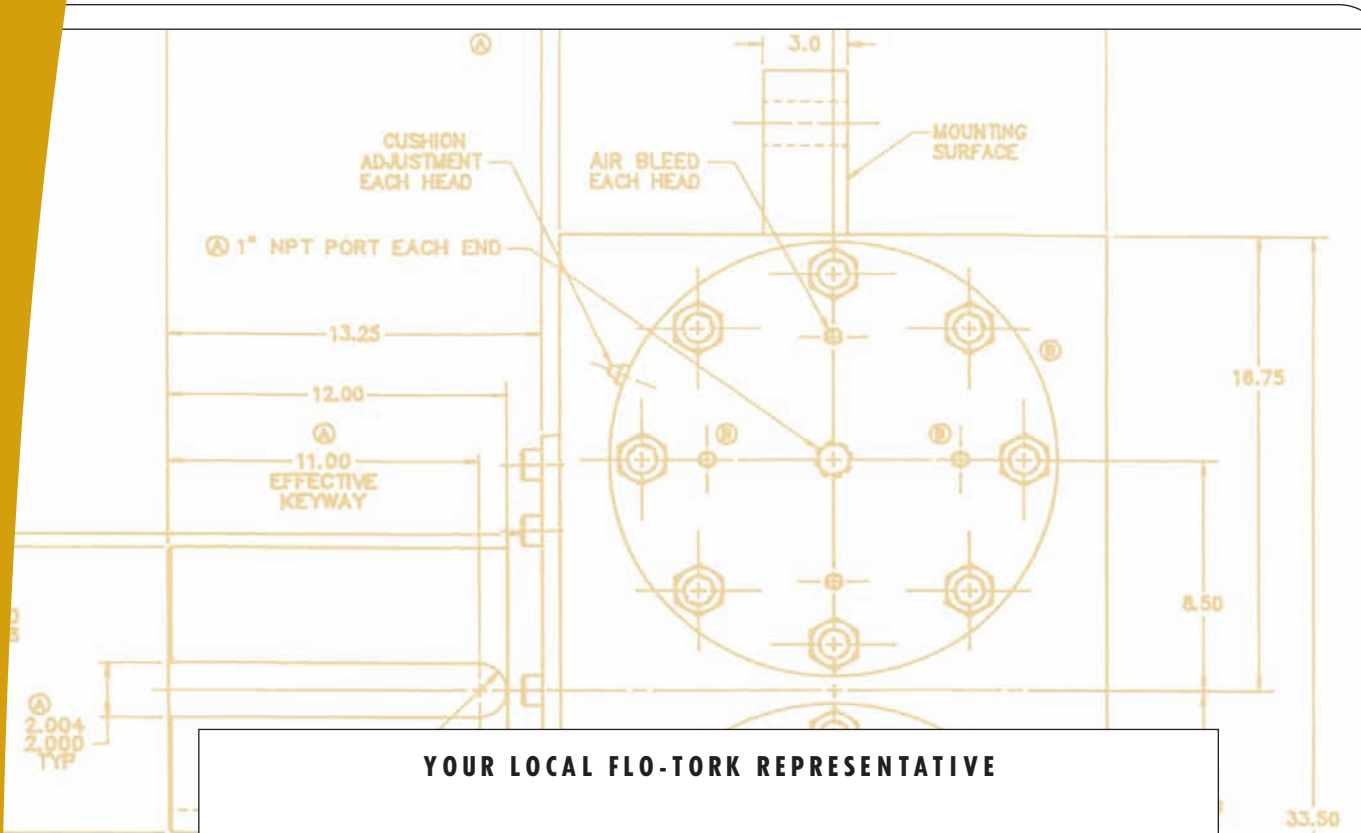 Ⓐ
3.0
CUSHION
ADJUSTMENT
EACH HEAD
AIR BLEED
EACH HEAD
MOUNTING
SURFACE
Ⓐ 1" NPT PORT EACH END
13.25
Ⓑ
16.75
12.00
Ⓐ
11.00
EFFECTIVE
KEYWAY
Ⓑ
Ⓑ
8.50
Ⓐ
2.004
2.000
TYP
33.50
YOUR LOCAL FLO-TORK REPRESENTATIVE